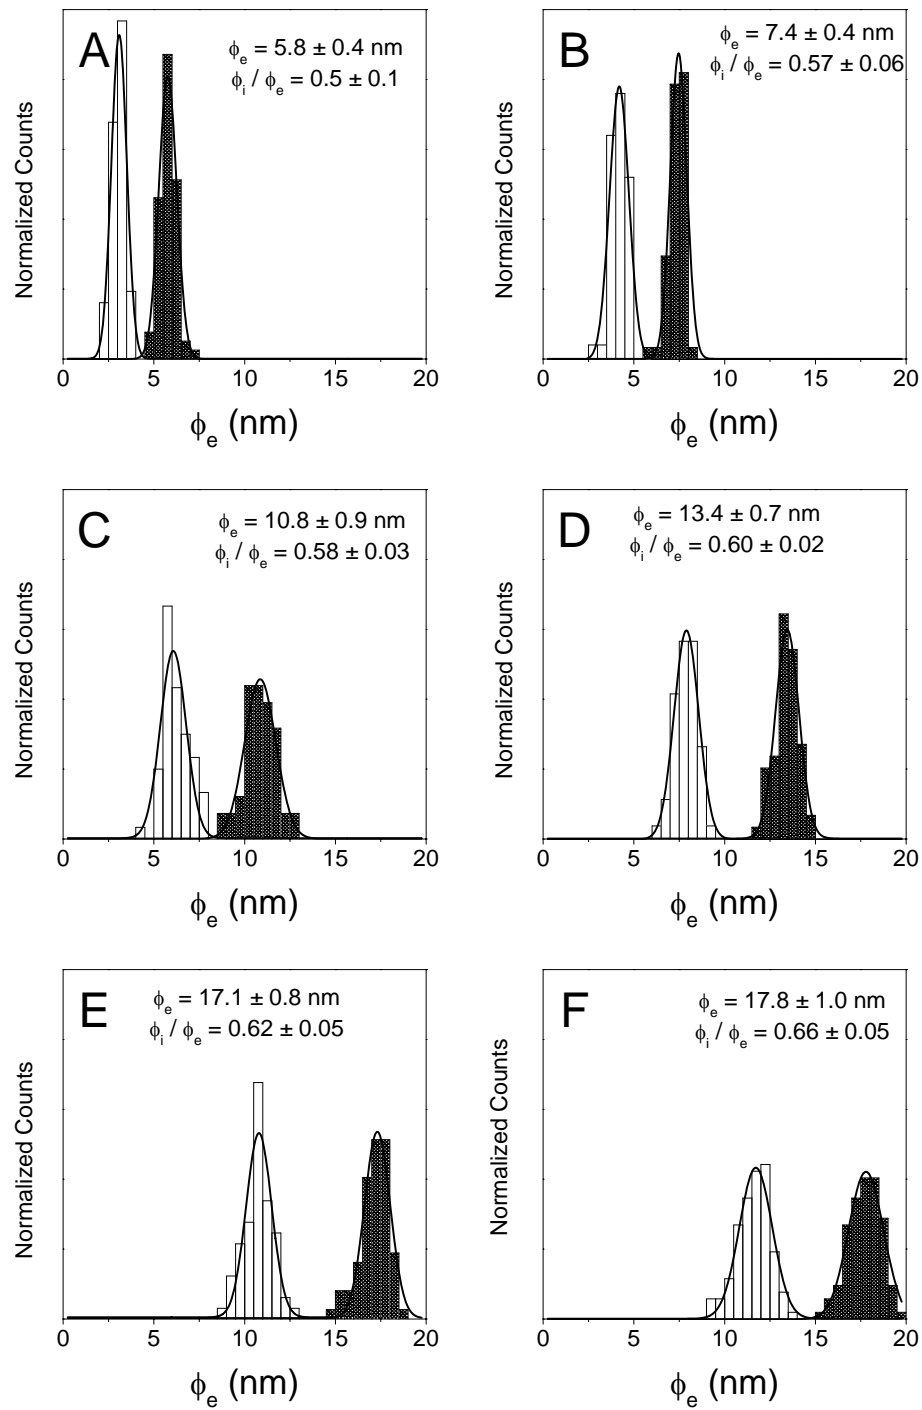 A
ϕe = 5.8 ± 0.4 nm
ϕi / ϕe = 0.5 ± 0.1
Normalized Counts
0 5 10 15 20
ϕe (nm)
B
ϕe = 7.4 ± 0.4 nm
ϕi / ϕe = 0.57 ± 0.06
Normalized Counts
0 5 10 15 20
ϕe (nm)
C
ϕe = 10.8 ± 0.9 nm
ϕi / ϕe = 0.58 ± 0.03
Normalized Counts
0 5 10 15 20
ϕe (nm)
D
ϕe = 13.4 ± 0.7 nm
ϕi / ϕe = 0.60 ± 0.02
Normalized Counts
0 5 10 15 20
ϕe (nm)
E
ϕe = 17.1 ± 0.8 nm
ϕi / ϕe = 0.62 ± 0.05
Normalized Counts
0 5 10 15 20
ϕe (nm)
F
ϕe = 17.8 ± 1.0 nm
ϕi / ϕe = 0.66 ± 0.05
Normalized Counts
0 5 10 15 20
ϕe (nm)